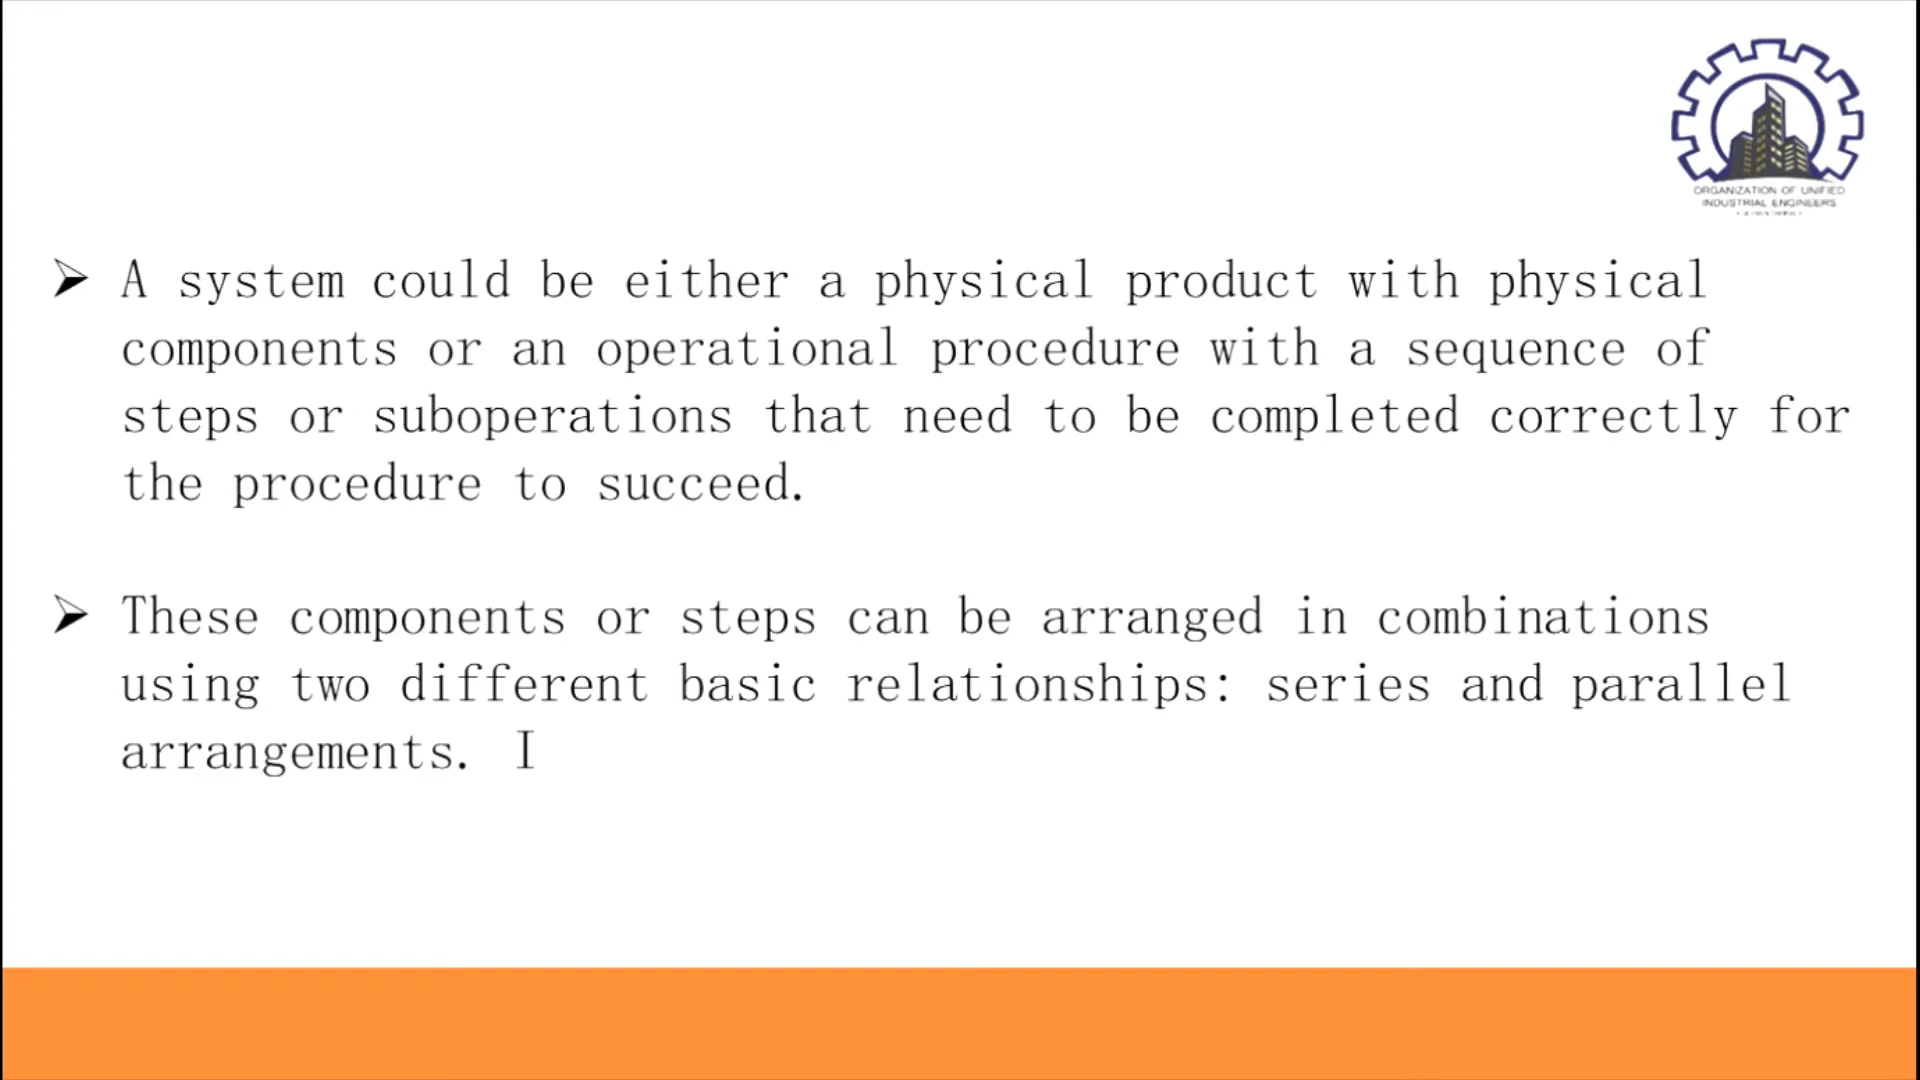 ORGANIZATION OF UNIFIED
INDUSTRIAL ENGINEERS
➢ A system could be either a physical product with physical
components or an operational procedure with a sequence of
steps or suboperations that need to be completed correctly for
the procedure to succeed.
➢ These components or steps can be arranged in combinations
using two different basic relationships: series and parallel
arrangements.